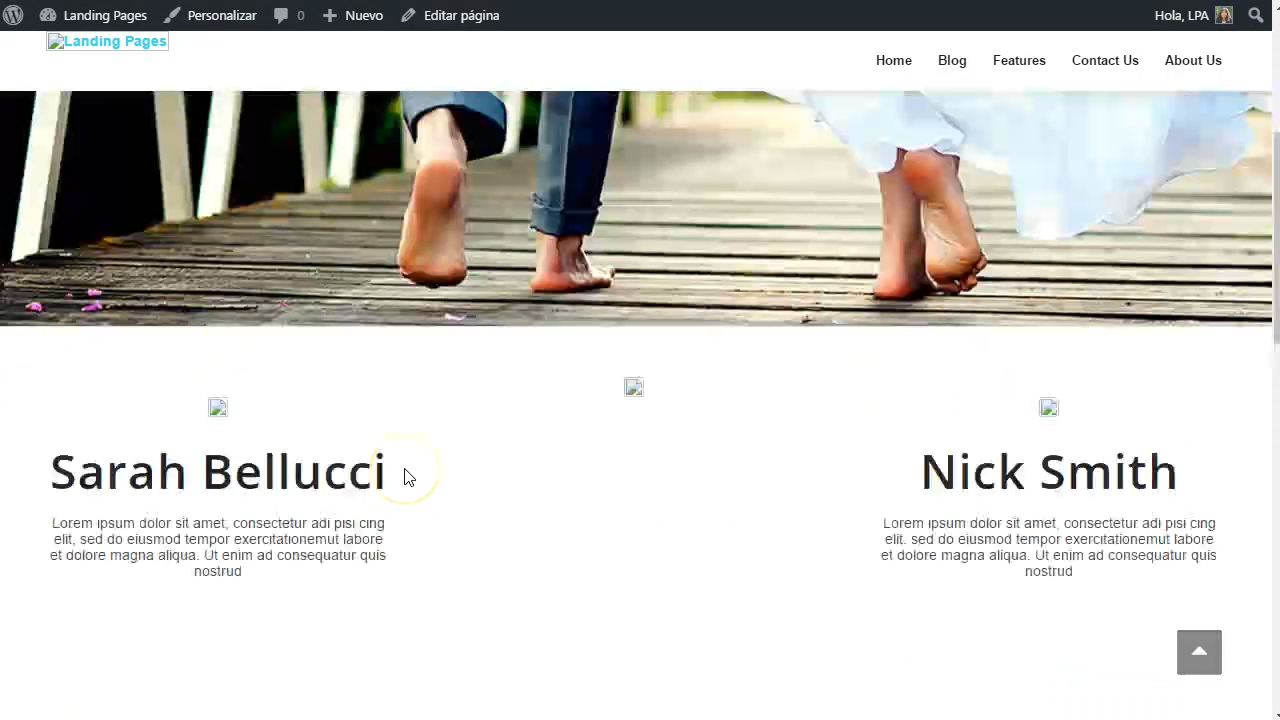 Landing Pages Personalizar 0 Nuevo Editar página Hola, LPA
Landing Pages
Home Blog Features Contact Us About Us
Sarah Bellucci
Lorem ipsum dolor sit amet, consectetur adi pisi cing
elit, sed do eiusmod tempor exercitationemut labore
et dolore magna aliqua. Ut enim ad consequatur quis
nostrud
Nick Smith
Lorem ipsum dolor sit amet, consectetur adi pisi cing
elit. sed do eiusmod tempor exercitationemut labore
et dolore magna aliqua. Ut enim ad consequatur quis
nostrud